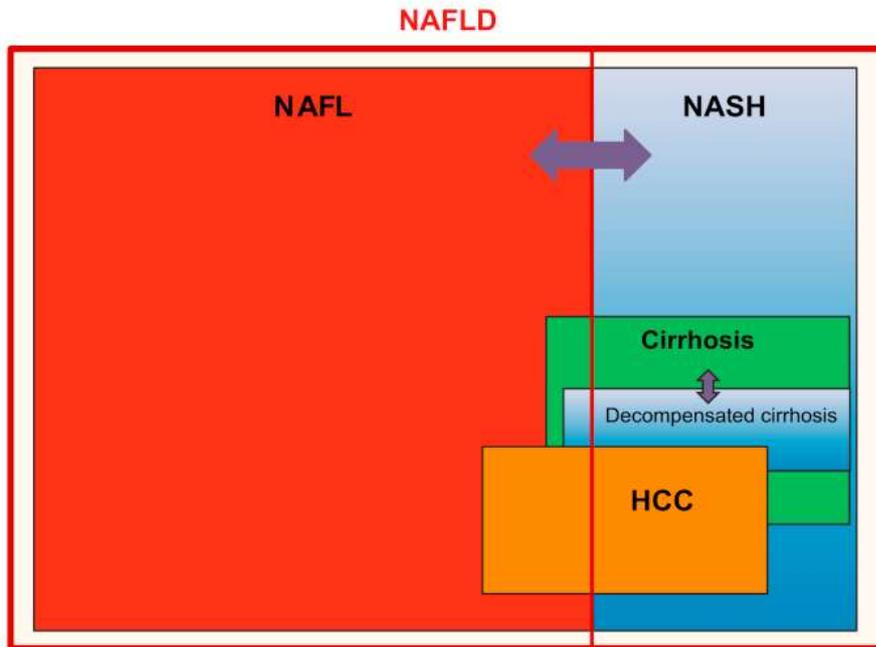 NAFLD
NAFL
NASH
Cirrhosis
Decompensated cirrhosis
HCC